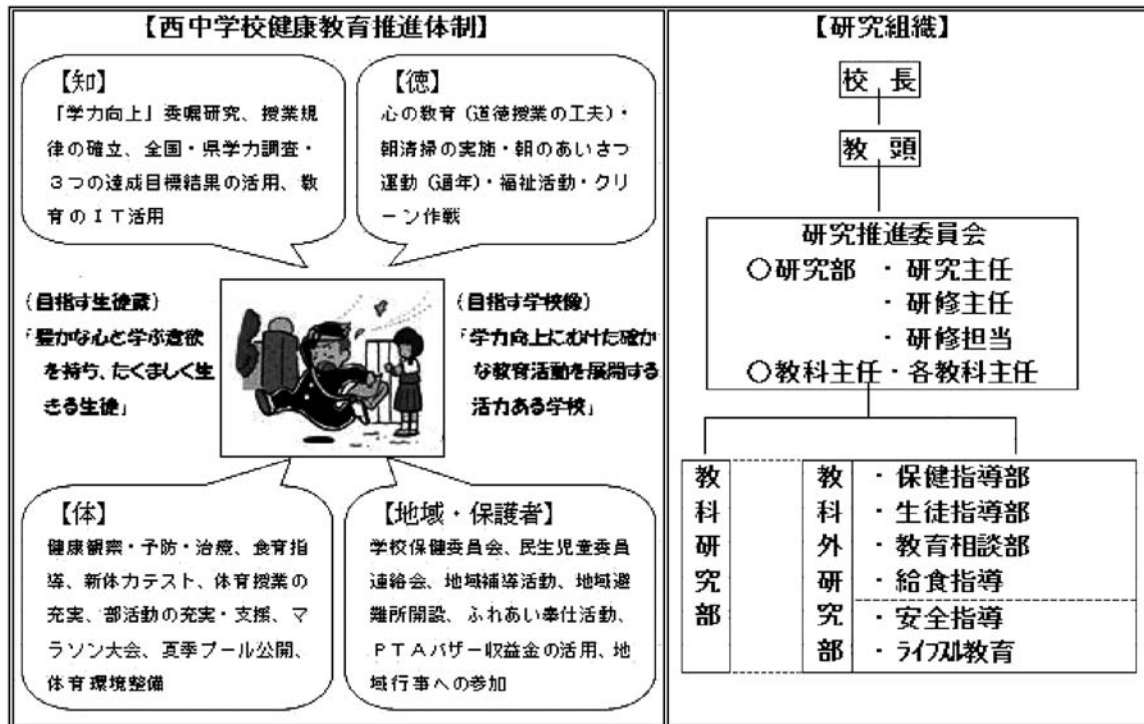 【西中学校健康教育推進体制】
【知】
「学力向上」委嘱研究、授業規
律の確立、全国・県学力調査・
3つの達成目標結果の活用、教
育のIT活用
【徳】
心の教育(道徳授業の工夫)・
朝清掃の実施・朝のあいさつ
運動(通年)・福祉活動・クリ
ーン作戦
(目指す生徒像)
「豊かな心と学ぶ意欲
を持ち、たくましく生
きる生徒」
(目指す学校像)
「学力向上にむけた確か
な教育活動を展開する
活力ある学校」
【体】
健康観察・予防・治療、食育指
導、新体力テスト、体育授業の
充実、部活動の充実・支援、マ
ラソン大会、夏季プール公開、
体育環境整備
【地域・保護者】
学校保健委員会、民生児童委員
連絡会、地域補導活動、地域避
難所開設、ふれあい奉仕活動、
PTAバザー収益金の活用、地
域行事への参加
【研究組織】
校長
教頭
研究推進委員会
○研究部 ・研究主任
・研修主任
・研修担当
○教科主任・各教科主任
教科研究部
教科外研究部
・保健指導部
・生徒指導部
・教育相談部
・給食指導
・安全指導
・ライフスル教育